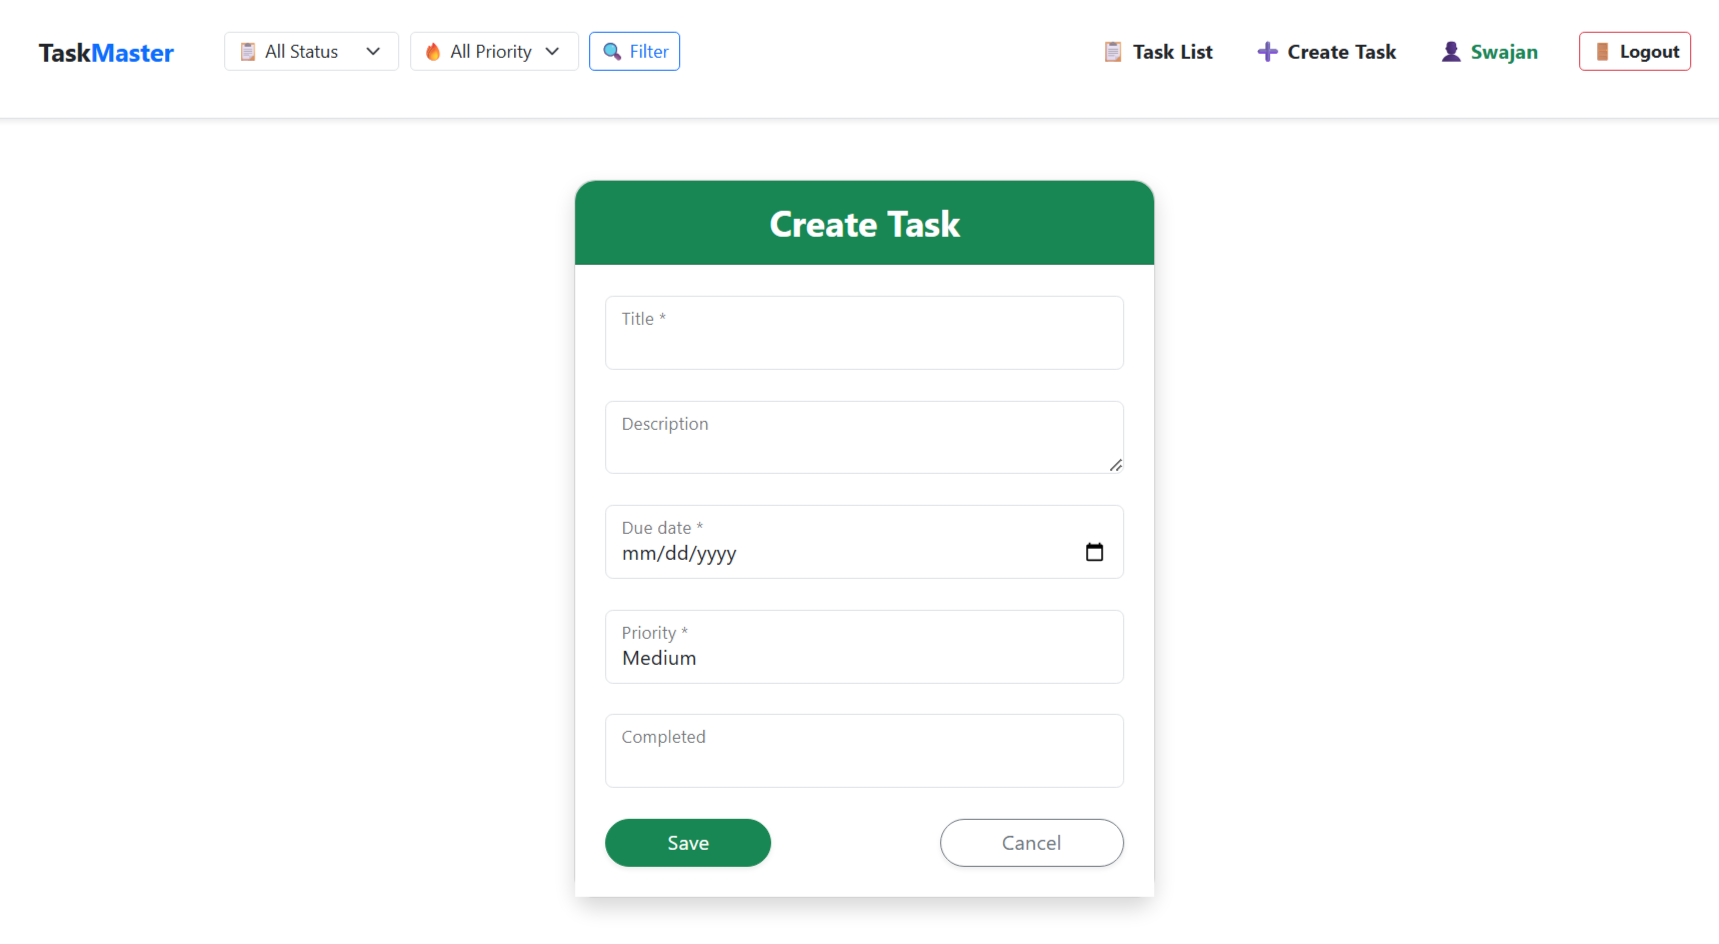 TaskMaster
All Status
All Priority
Filter
Task List
Create Task
Swajan
Logout
Create Task
Title *
Description
Due date *
mm/dd/yyyy
Priority *
Medium
Completed
Save
Cancel